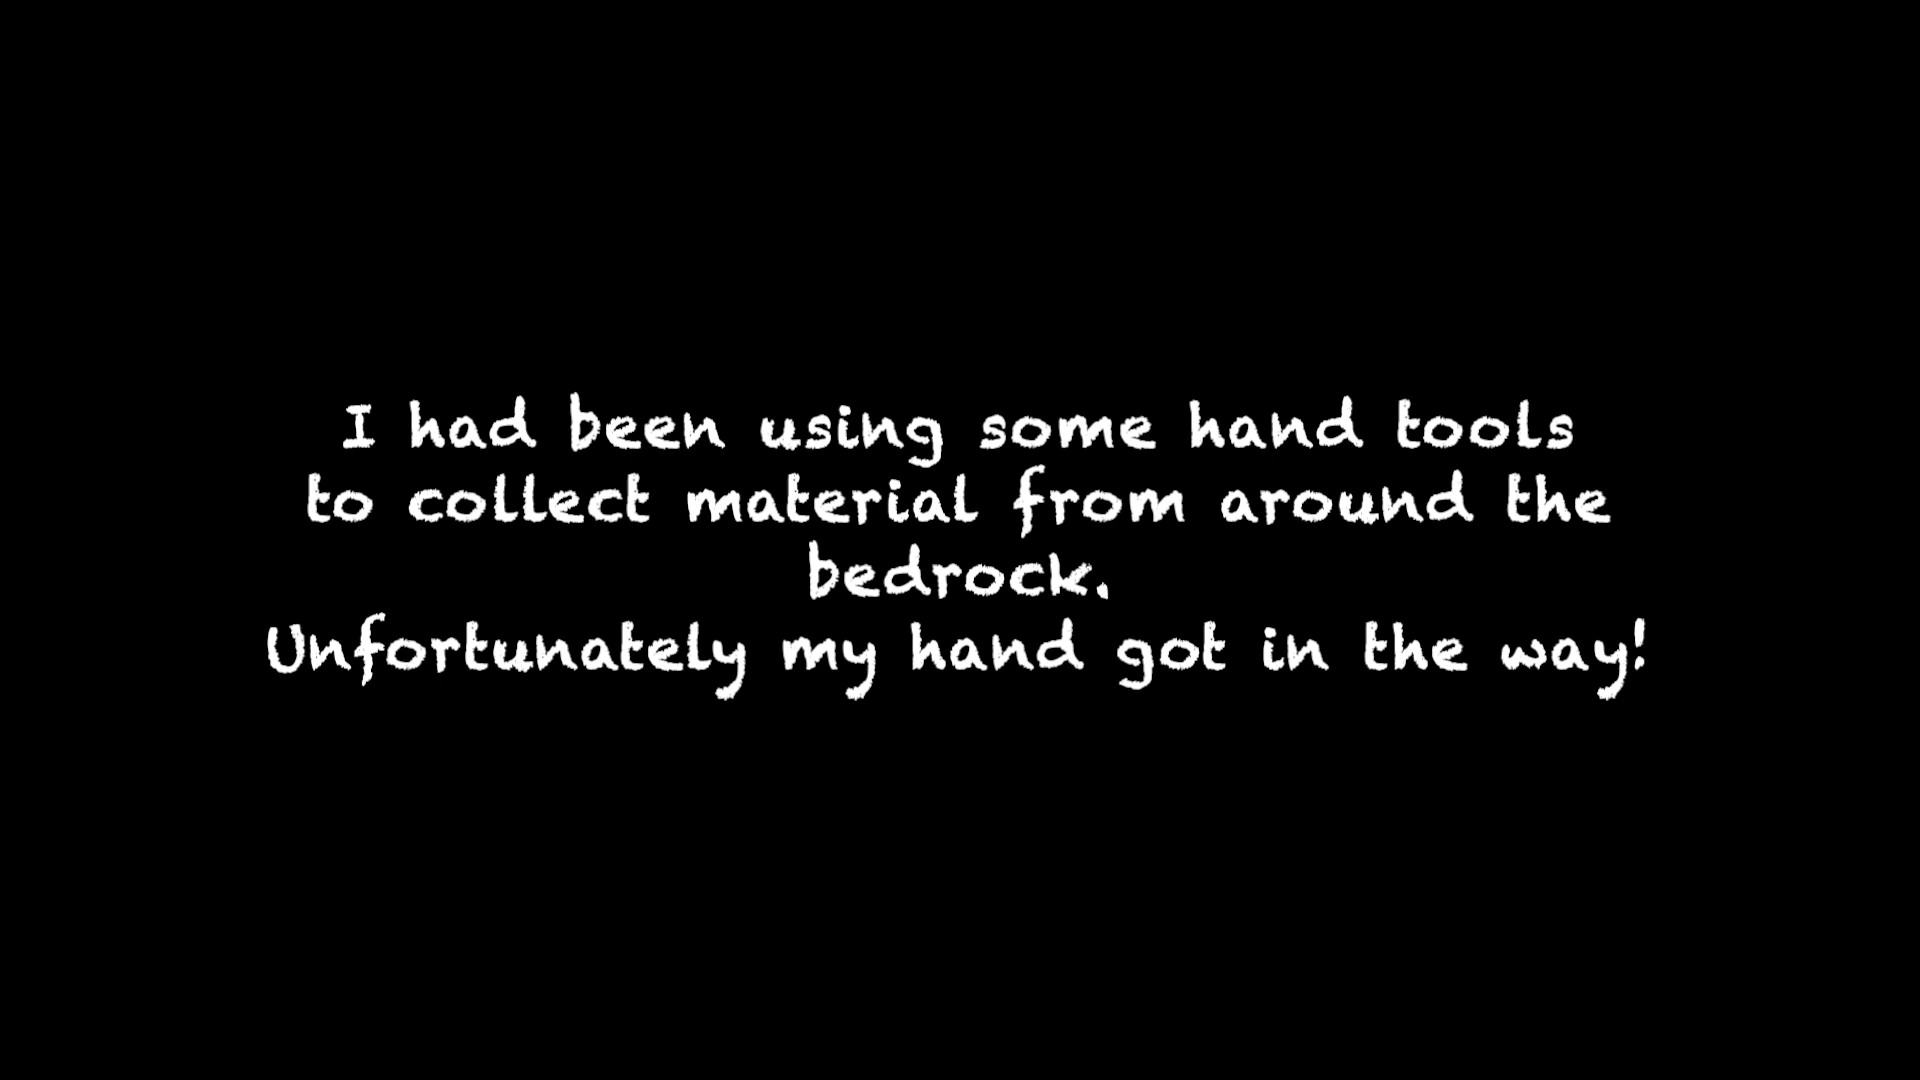 I had been using some hand tools
to collect material from around the
bedrock.
Unfortunately my hand got in the way!